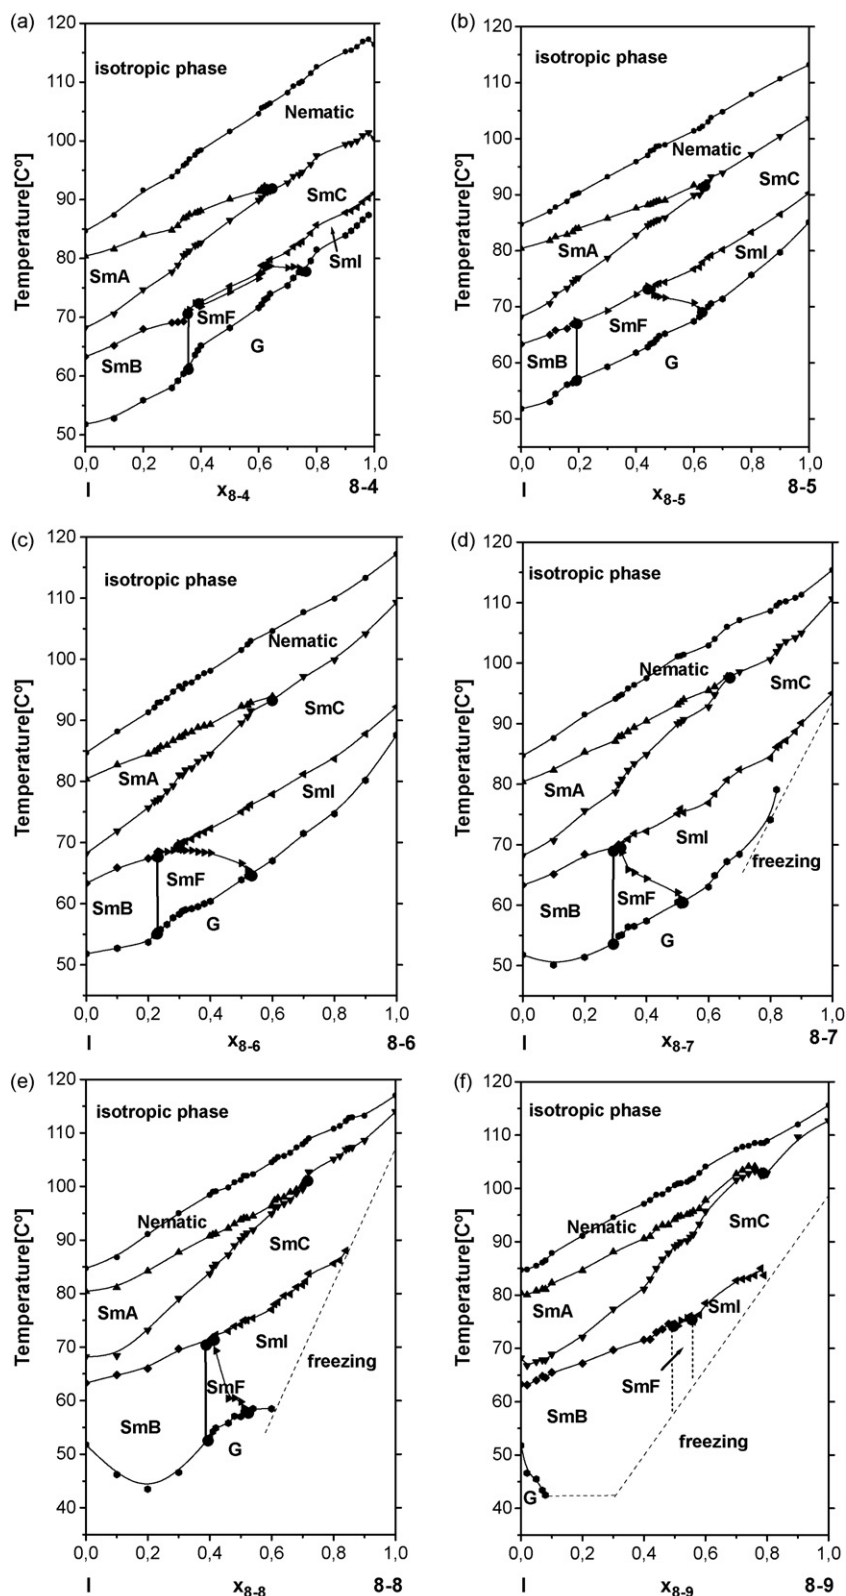 (a)
120
110
100
90
80
70
60
50
Temperature[Cº]
isotropic phase
Nematic
SmC
SmA
SmI
SmF
SmB
G
0,0 0,2 0,4 0,6 0,8 1,0
I x8-4 8-4
(b)
120
110
100
90
80
70
60
50
Temperature[Cº]
isotropic phase
Nematic
SmC
SmA
SmI
SmF
SmB
G
0,0 0,2 0,4 0,6 0,8 1,0
I x8-5 8-5
(c)
120
110
100
90
80
70
60
50
Temperature[Cº]
isotropic phase
Nematic
SmC
SmA
SmI
SmF
SmB
G
0,0 0,2 0,4 0,6 0,8 1,0
I x8-6 8-6
(d)
120
110
100
90
80
70
60
50
Temperature[Cº]
isotropic phase
Nematic
SmC
SmA
SmI
freezing
SmF
SmB
G
0,0 0,2 0,4 0,6 0,8 1,0
I x8-7 8-7
(e)
120
110
100
90
80
70
60
50
40
Temperature[Cº]
isotropic phase
Nematic
SmC
SmA
SmI
freezing
SmF
SmB
G
0,0 0,2 0,4 0,6 0,8 1,0
I x8-8 8-8
(f)
120
110
100
90
80
70
60
50
40
Temperature[Cº]
isotropic phase
Nematic
SmC
SmA
SmI
SmF
SmB
freezing
G
0,0 0,2 0,4 0,6 0,8 1,0
I x8-9 8-9